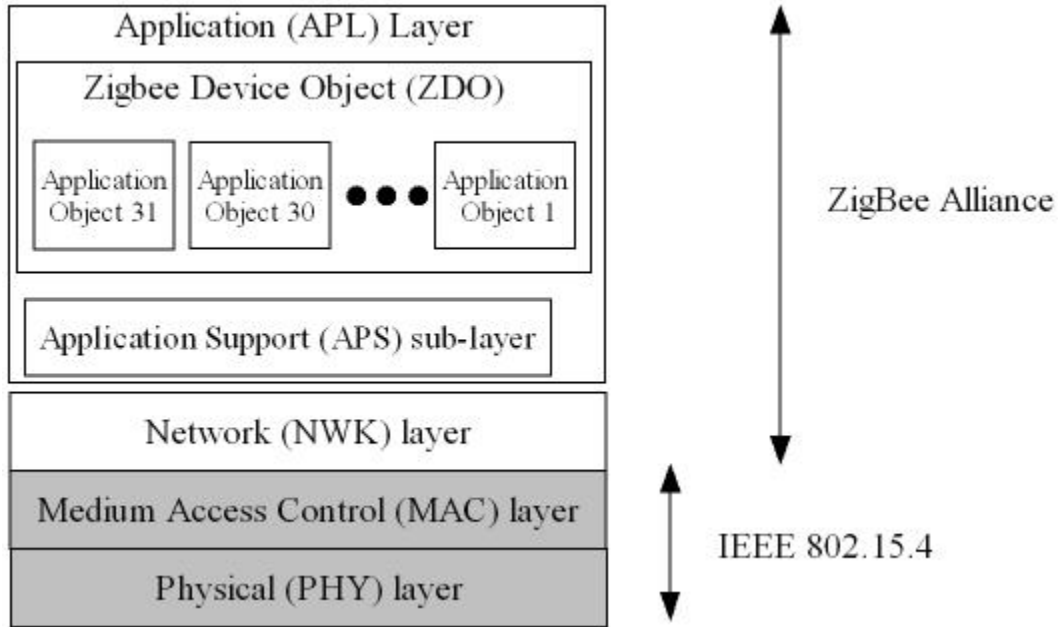 Application (APL) Layer
Zigbee Device Object (ZDO)
Application
Object 31
Application
Object 30
Application
Object 1
ZigBee Alliance
Application Support (APS) sub-layer
Network (NWK) layer
Medium Access Control (MAC) layer
IEEE 802.15.4
Physical (PHY) layer